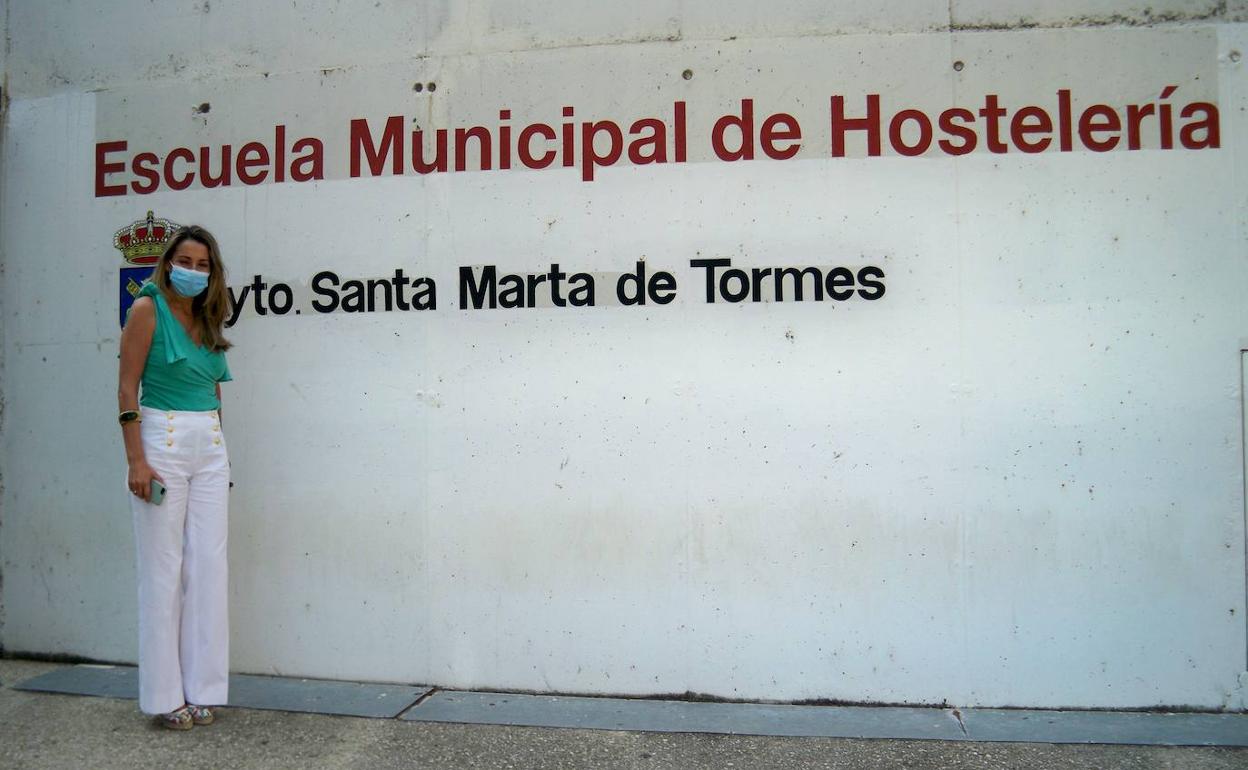 Escuela Municipal de Hostelería
yto. Santa Marta de Tormes